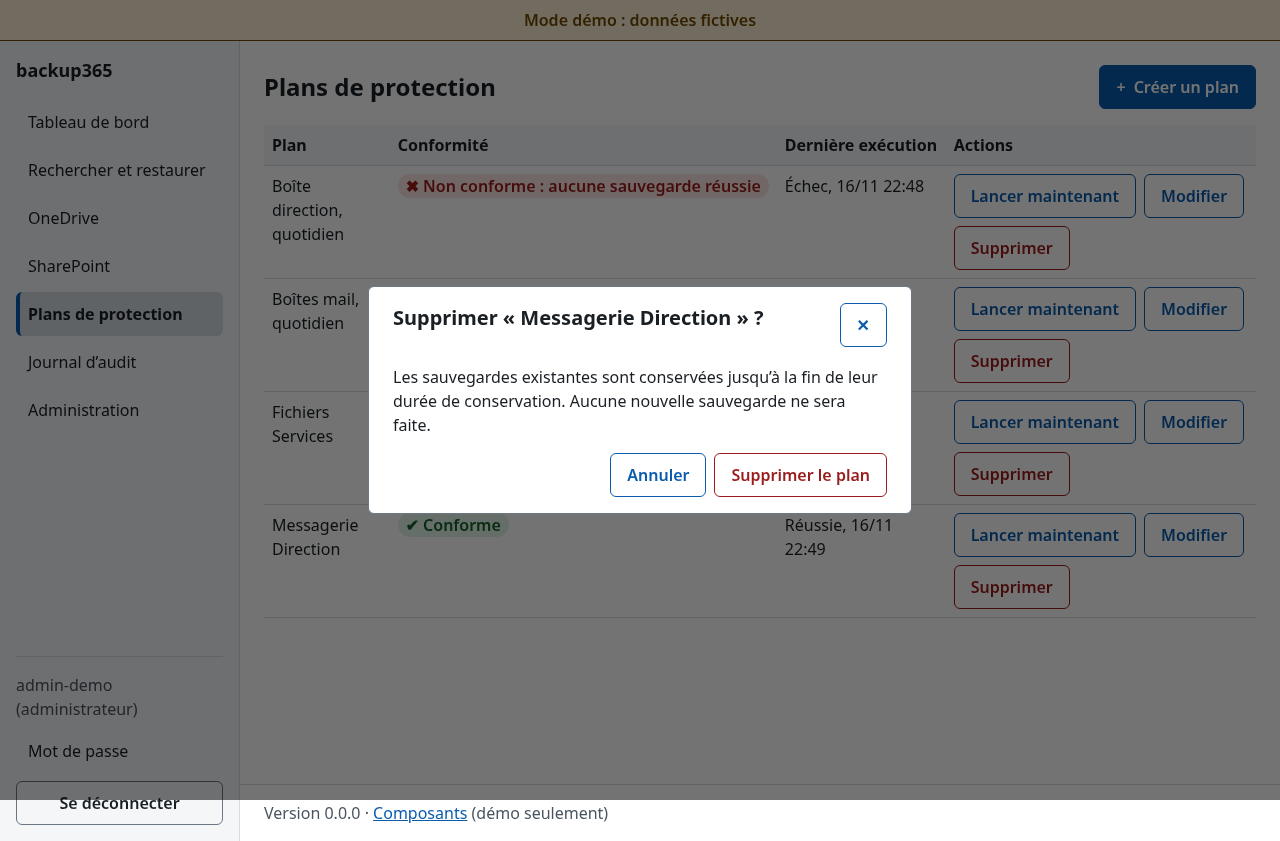 Mode démo : données fictives
backup365
Tableau de bord
Rechercher et restaurer
OneDrive
SharePoint
Plans de protection
Journal d’audit
Administration
admin-demo
(administrateur)
Mot de passe
Se déconnecter
Plans de protection
+ Créer un plan
Plan Conformité Dernière exécution Actions
Boîte direction, quotidien
✖ Non conforme : aucune sauvegarde réussie
Échec, 16/11 22:48
Lancer maintenant Modifier
Supprimer
Boîtes mail, quotidien
Lancer maintenant Modifier
Supprimer
Fichiers Services
Lancer maintenant Modifier
Supprimer
Messagerie Direction
✔ Conforme
Réussie, 16/11 22:49
Lancer maintenant Modifier
Supprimer
Supprimer « Messagerie Direction » ?
×
Les sauvegardes existantes sont conservées jusqu’à la fin de leur
durée de conservation. Aucune nouvelle sauvegarde ne sera
faite.
Annuler Supprimer le plan
Version 0.0.0 · Composants (démo seulement)